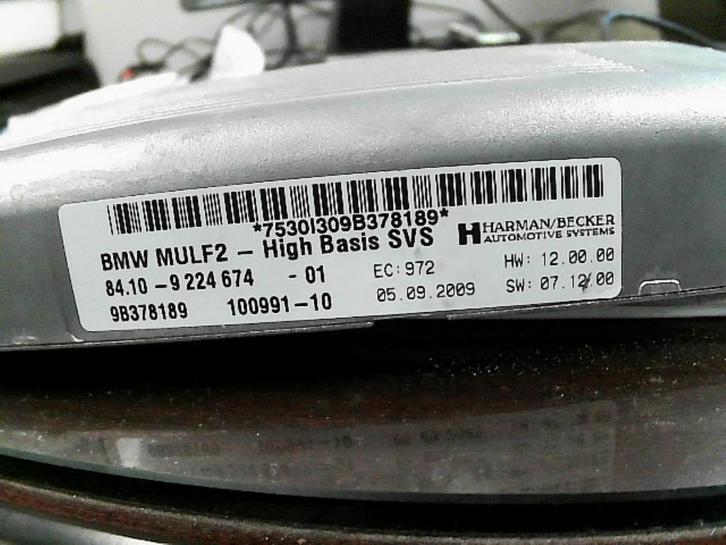 *7530I309B378189*
BMW MULF2 – High Basis SVS
HARMAN/BECKER
AUTOMOTIVE SYSTEMS
84.10 –9 224 674 - 01
EC: 972
HW: 12.00.00
9B378189 100991–10
05.09.2009
SW: 07.12.00